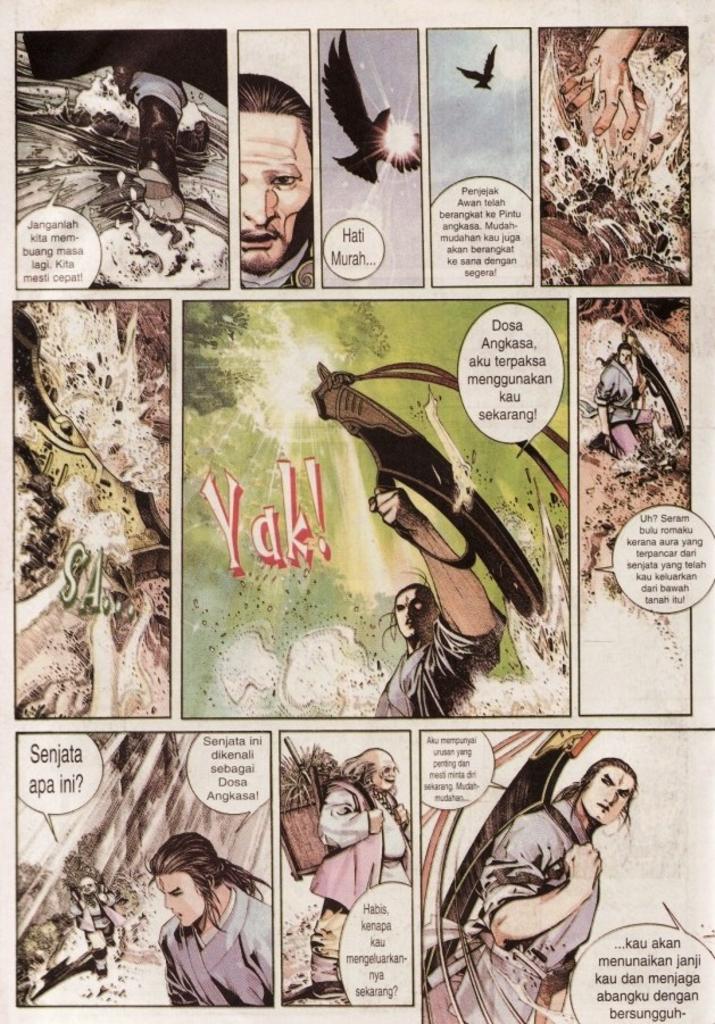 Janganlah
kita mem-
buang masa
lagi. Kita
mesti cepat!
Hati
Murah...
Penjejak
Awan telah
berangkat ke Pintu
angkasa. Mudah-
mudahan kau juga
akan berangkat
ke sana dengan
segera!
SA...
Yak!
Dosa
Angkasa,
aku terpaksa
menggunakan
kau
sekarang!
Uh? Seram
bulu romaku
kerana aura yang
terpancar dari
senjata yang telah
kau keluarkan
dari bawah
tanah itu!
Senjata
apa ini?
Senjata ini
dikenali
sebagai
Dosa
Angkasa!
Habis,
kenapa
kau
mengeluarkan-
nya
sekarang?
Aku mempunyai
urusan yang
penting dan
mesti minta diri
sekarang. Mudah-
mudahan...
...kau akan
menunaikan janji
kau dan menjaga
abangku dengan
bersungguh-